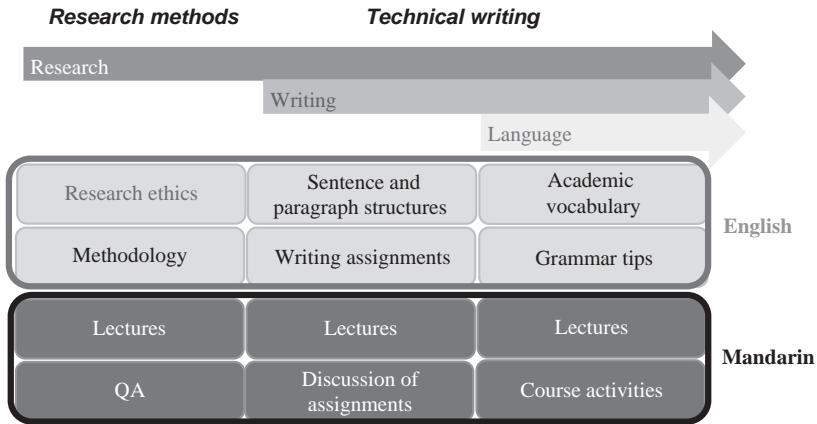 Research methods
Technical writing
Research
Writing
Language
Research ethics
Sentence and
paragraph structures
Academic
vocabulary
English
Methodology
Writing assignments
Grammar tips
Lectures
Lectures
Lectures
Mandarin
QA
Discussion of
assignments
Course activities